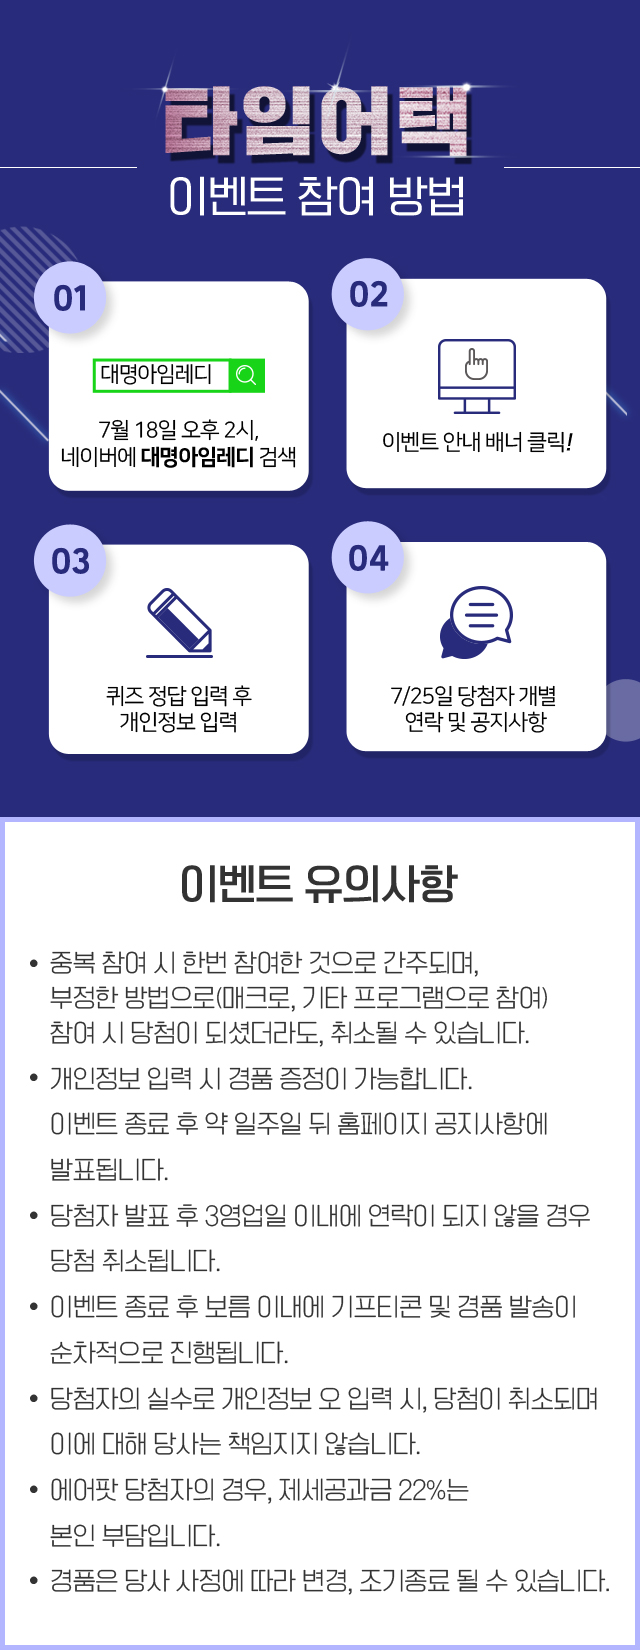 타임어택
이벤트 참여 방법
01
대명아임레디
7월 18일 오후 2시,
네이버에 대명아임레디 검색
02
이벤트 안내 배너 클릭!
03
퀴즈 정답 입력 후
개인정보 입력
04
7/25일 당첨자 개별
연락 및 공지사항
이벤트 유의사항
• 중복 참여 시 한번 참여한 것으로 간주되며,
부정한 방법으로(매크로, 기타 프로그램으로 참여)
참여 시 당첨이 되셨더라도, 취소될 수 있습니다.
• 개인정보 입력 시 경품 증정이 가능합니다.
이벤트 종료 후 약 일주일 뒤 홈페이지 공지사항에
발표됩니다.
• 당첨자 발표 후 3영업일 이내에 연락이 되지 않을 경우
당첨 취소됩니다.
• 이벤트 종료 후 보름 이내에 기프티콘 및 경품 발송이
순차적으로 진행됩니다.
• 당첨자의 실수로 개인정보 오 입력 시, 당첨이 취소되며
이에 대해 당사는 책임지지 않습니다.
• 에어팟 당첨자의 경우, 제세공과금 22%는
본인 부담입니다.
• 경품은 당사 사정에 따라 변경, 조기종료 될 수 있습니다.